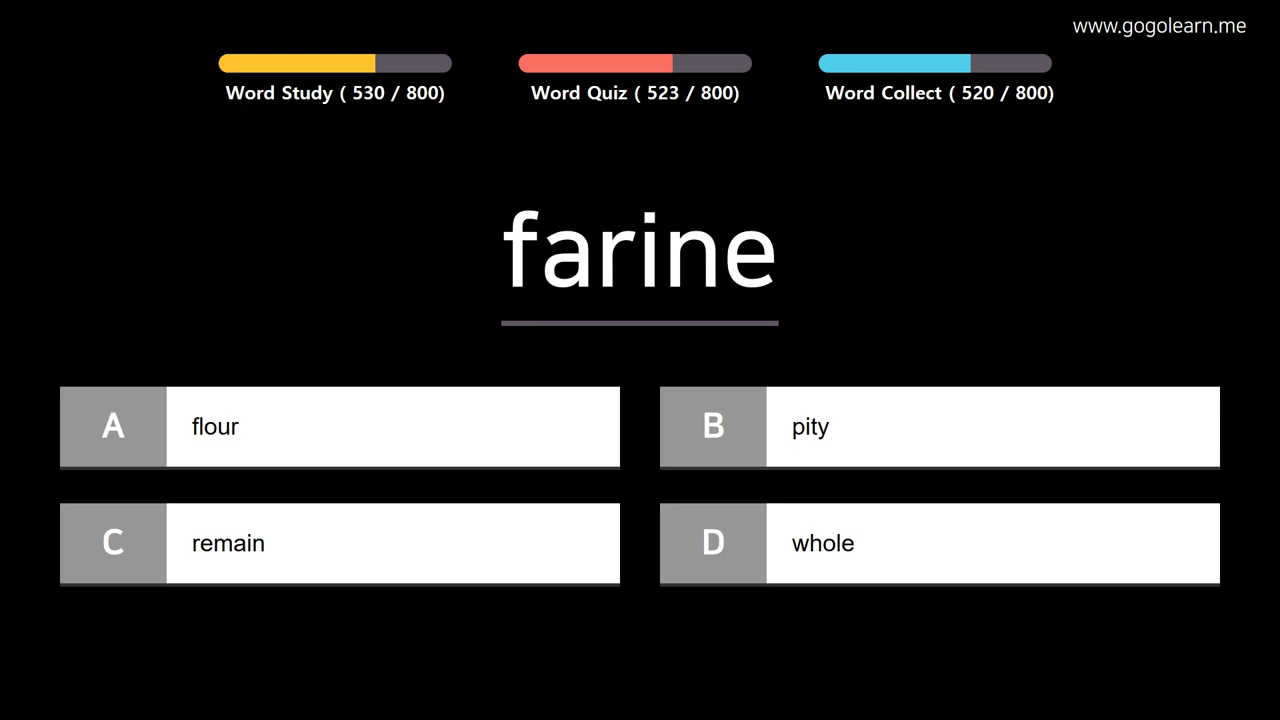 www.gogolearn.me
Word Study ( 530 / 800)
Word Quiz ( 523 / 800)
Word Collect ( 520 / 800)
farine
A flour
B pity
C remain
D whole